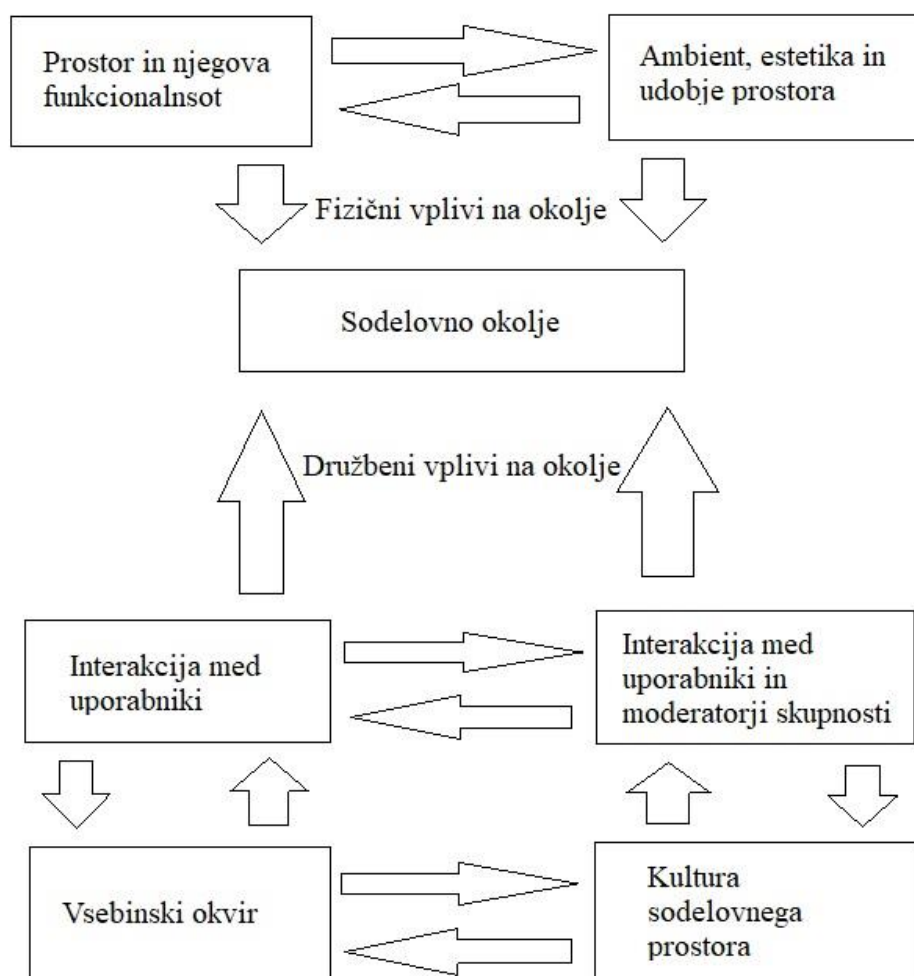 Prostor in njegova
funkcionalnsot
Ambient, estetika in
udobje prostora
Fizični vplivi na okolje
Sodelovno okolje
Družbeni vplivi na okolje
Interakcija med
uporabniki
Interakcija med
uporabniki in
moderatorji skupnosti
Vsebinski okvir
Kultura
sodelovnega
prostora